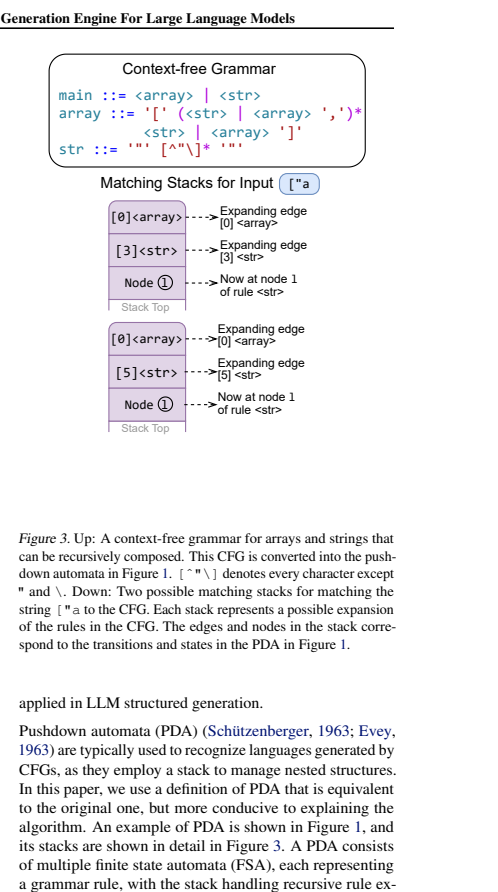 Generation Engine For Large Language Models
Context-free Grammar
main ::= <array> | <str>
array ::= '[' (<str> | <array> ',')*
<str> | <array> ']'
str ::= '"' [^"\]* '"'
Matching Stacks for Input ["a
[0]<array>
Expanding edge
[0] <array>
[3]<str>
Expanding edge
[3] <str>
Node ①
Now at node 1
of rule <str>
Stack Top
[0]<array>
Expanding edge
[0] <array>
[5]<str>
Expanding edge
[5] <str>
Node ①
Now at node 1
of rule <str>
Stack Top
Figure 3. Up: A context-free grammar for arrays and strings that
can be recursively composed. This CFG is converted into the push-
down automata in Figure 1. [^"\] denotes every character except
" and \. Down: Two possible matching stacks for matching the
string ["a to the CFG. Each stack represents a possible expansion
of the rules in the CFG. The edges and nodes in the stack corre-
spond to the transitions and states in the PDA in Figure 1.
applied in LLM structured generation.
Pushdown automata (PDA) (Schützenberger, 1963; Evey,
1963) are typically used to recognize languages generated by
CFGs, as they employ a stack to manage nested structures.
In this paper, we use a definition of PDA that is equivalent
to the original one, but more conducive to explaining the
algorithm. An example of PDA is shown in Figure 1, and
its stacks are shown in detail in Figure 3. A PDA consists
of multiple finite state automata (FSA), each representing
a grammar rule, with the stack handling recursive rule ex-